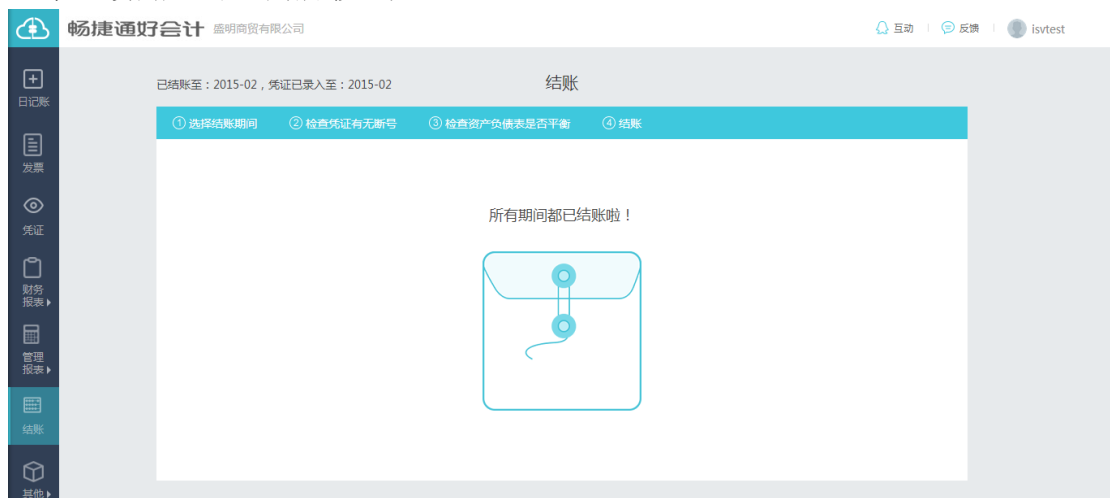 畅捷通好会计 盛明商贸有限公司 互动 反馈 isvtest
日记账
发票
凭证
财务
报表
管理
报表
结账
其他
已结账至：2015-02，凭证已录入至：2015-02 结账
① 选择结账期间 ② 检查凭证有无断号 ③ 检查资产负债表是否平衡 ④ 结账
所有期间都已结账啦！